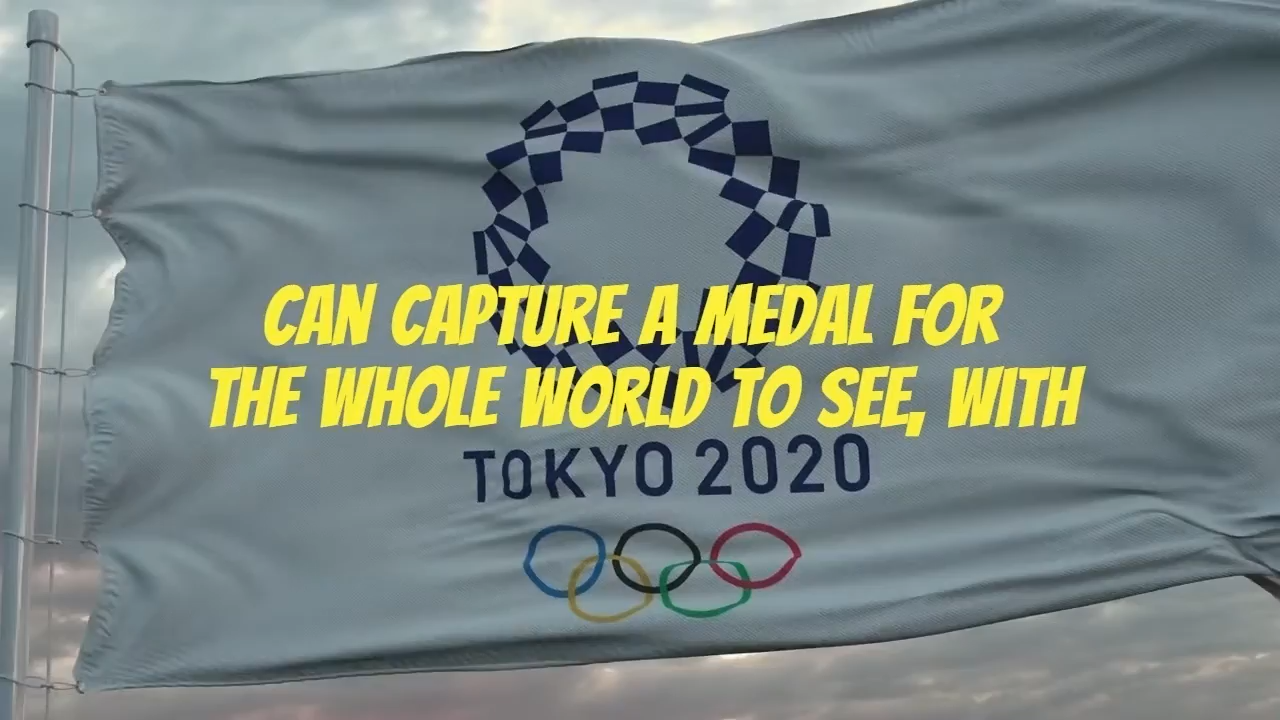 CAN CAPTURE A MEDAL FOR
THE WHOLE WORLD TO SEE, WITH
TOKYO 2020